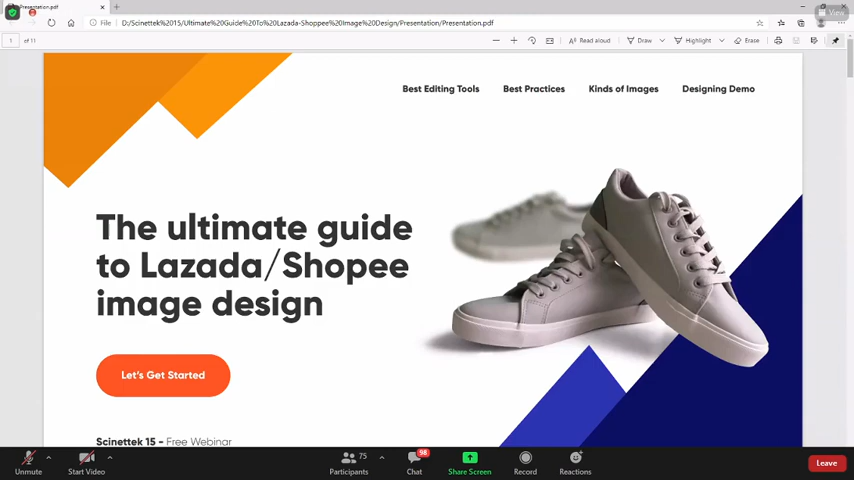 Presentation.pdf
View
File
D:/Scinettek%2015/Ultimate%20Guide%20To%20Lazada-Shoppee%20Image%20Design/Presentation/Presentation.pdf
1
of 11
Read aloud
Draw
Highlight
Erase
Best Editing Tools
Best Practices
Kinds of Images
Designing Demo
The ultimate guide
to Lazada/Shopee
image design
Let's Get Started
Scinettek 15 - Free Webinar
Unmute
Start Video
75
Participants
98
Chat
Share Screen
Record
Reactions
Leave